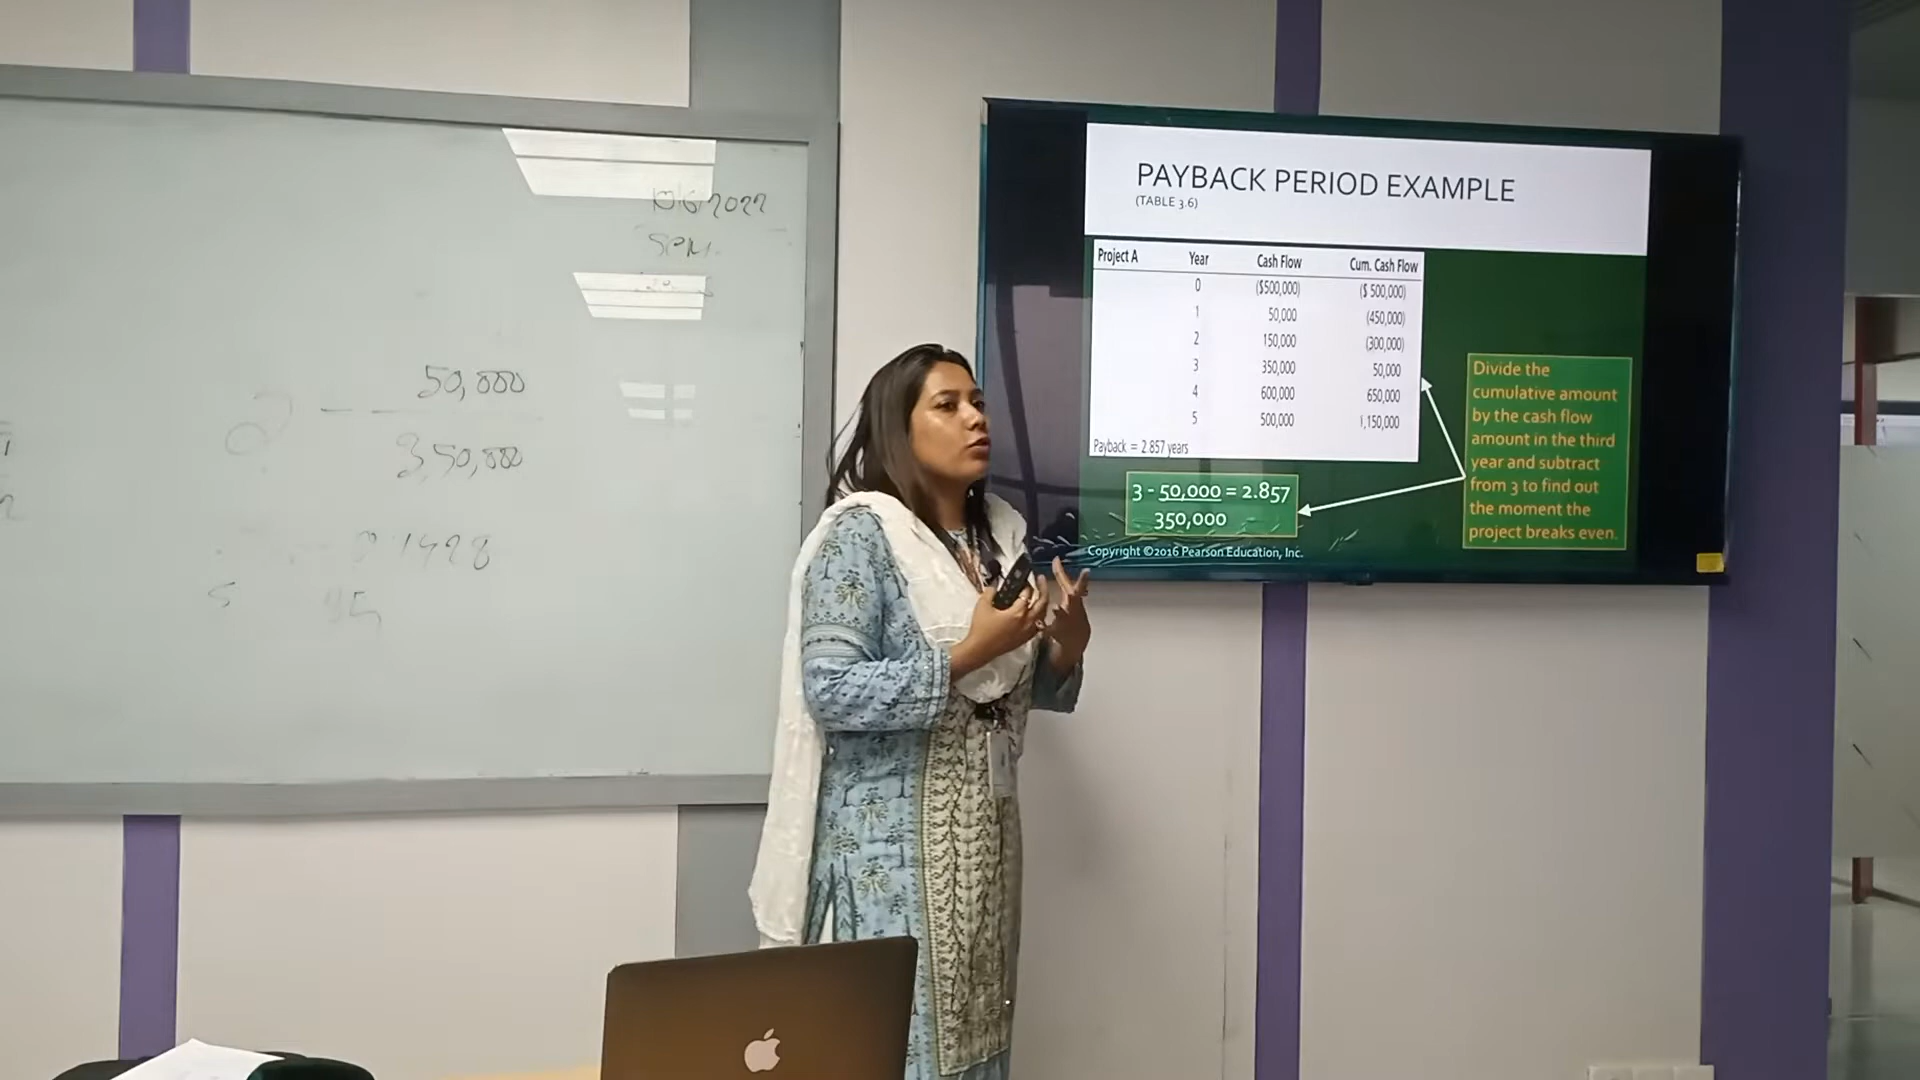 2022
5PM
50,000
350,000
PAYBACK PERIOD EXAMPLE
(TABLE 3.6)
Project A Year Cash Flow Cum. Cash Flow
0 ($500,000) ($ 500,000)
1 50,000 (450,000)
2 150,000 (300,000)
3 350,000 50,000
4 600,000 650,000
5 500,000 1,150,000
Payback = 2.857 years
3 - 50,000 = 2.857
350,000
Divide the
cumulative amount
by the cash flow
amount in the third
year and subtract
from 3 to find out
the moment the
project breaks even.
Copyright ©2016 Pearson Education, Inc.